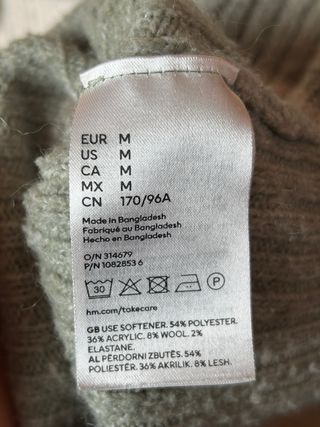 EUR M
US M
CA M
MX M
CN 170/96A
Made in Bangladesh
Fabriqué au Bangladesh
Hecho en Bangladesh
O/N 314679
P/N 1082853 6
30
P
hm.com/takecare
GB USE SOFTENER. 54% POLYESTER.
36% ACRYLIC. 8% WOOL. 2%
ELASTANE.
AL PËRDORNI ZBUTËS. 54%
POLIESTËR. 36% AKRILIK. 8% LESH.